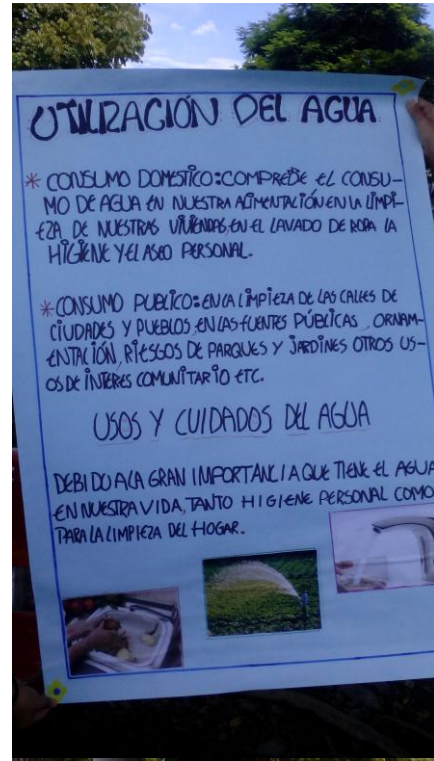 UTILIZACIÓN DEL AGUA
* CONSUMO DOMESTICO: COMPREDE EL CONSU-
MO DE AGUA EN NUESTRA ALIMENTALIÓN EN LA LIMPI-
EZA DE NUESTRAS VIVIENDAS, EN EL LAVADO DE ROPA LA
HIGIENE Y EL ASEO PERSONAL.
* CONSUMO PUBLICO: EN LA LIMPIEZA DE LAS CALLES DE
CIUDADES Y PUEBLOS, EN LAS FUENTES PÚBLICAS, ORNAM-
ENTALIÓN, RIESGOS DE PARQUES Y JARDINES OTROS US-
OS DE INTERES COMUNITARIO ETC.
USOS Y CUIDADOS DEL AGUA
DEBIDO A LA GRAN IMPORTANCIA QUE TIENE EL AGUA
EN NUESTRA VIDA, TANTO HIGIENE PERSONAL COMO
PARA LA LIMPIEZA DEL HOGAR.